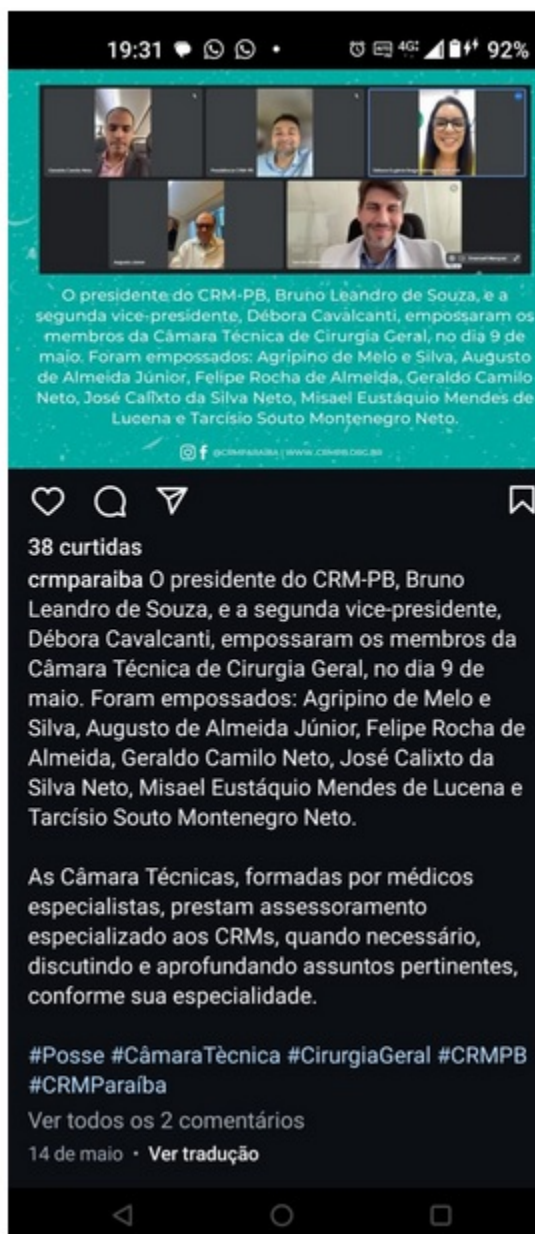 19:31
4G
92%
O presidente do CRM-PB, Bruno Leandro de Souza, e a
segunda vice-presidente, Débora Cavalcanti, empossaram os
membros da Câmara Técnica de Cirurgia Geral, no dia 9 de
maio. Foram empossados: Agripino de Melo e Silva, Augusto
de Almeida Júnior, Felipe Rocha de Almeida, Geraldo Camilo
Neto, José Calixto da Silva Neto, Misael Eustáquio Mendes de
Lucena e Tarcísio Souto Montenegro Neto.
@CRMPARAÍBA | WWW.CRMPB.ORG.BR
38 curtidas
crmparaiba O presidente do CRM-PB, Bruno
Leandro de Souza, e a segunda vice-presidente,
Débora Cavalcanti, empossaram os membros da
Câmara Técnica de Cirurgia Geral, no dia 9 de
maio. Foram empossados: Agripino de Melo e
Silva, Augusto de Almeida Júnior, Felipe Rocha de
Almeida, Geraldo Camilo Neto, José Calixto da
Silva Neto, Misael Eustáquio Mendes de Lucena e
Tarcísio Souto Montenegro Neto.
As Câmara Técnicas, formadas por médicos
especialistas, prestam assessoramento
especializado aos CRMs, quando necessário,
discutindo e aprofundando assuntos pertinentes,
conforme sua especialidade.
#Posse #CâmaraTècnica #CirurgiaGeral #CRMPB
#CRMParaíba
Ver todos os 2 comentários
14 de maio • Ver tradução